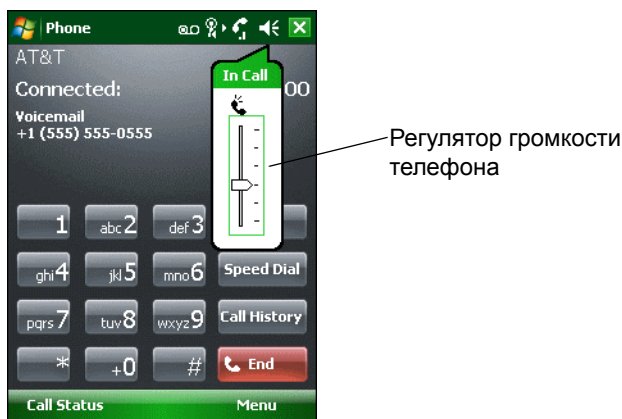 Phone
AT&T
In Call
Connected: 00
Voicemail
+1 (555) 555-0555
Регулятор громкости
телефона
1 abc 2 def 3
ghi 4 jkl 5 mno 6 Speed Dial
pqrs 7 tuv 8 wxyz 9 Call History
* +0 # End
Call Status Menu